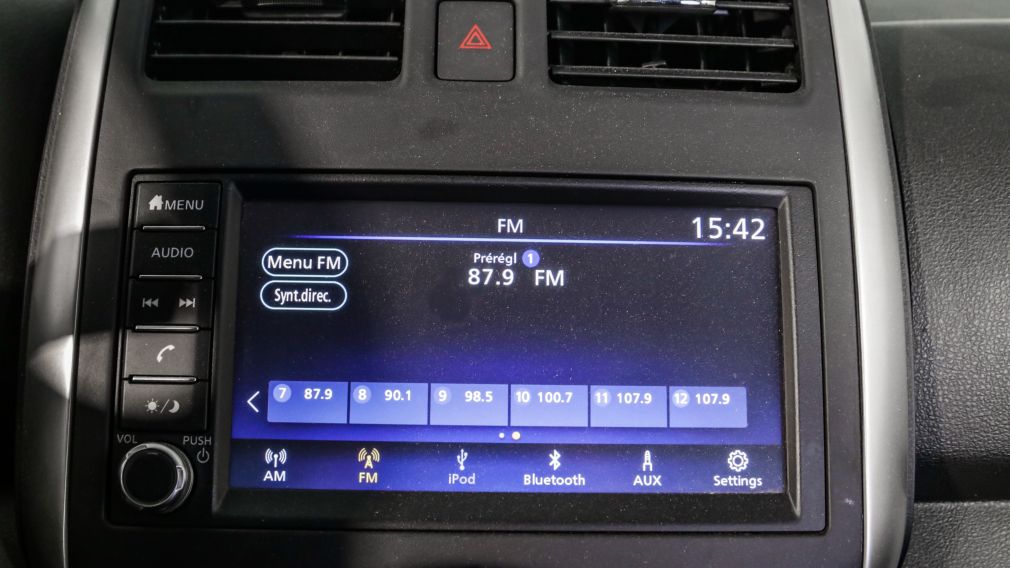 MENU
AUDIO
VOL PUSH
FM 15:42
Menu FM
Prérégl 1
87.9 FM
Synt.direc.
7 87.9 8 90.1 9 98.5 10 100.7 11 107.9 12 107.9
AM FM iPod Bluetooth AUX Settings